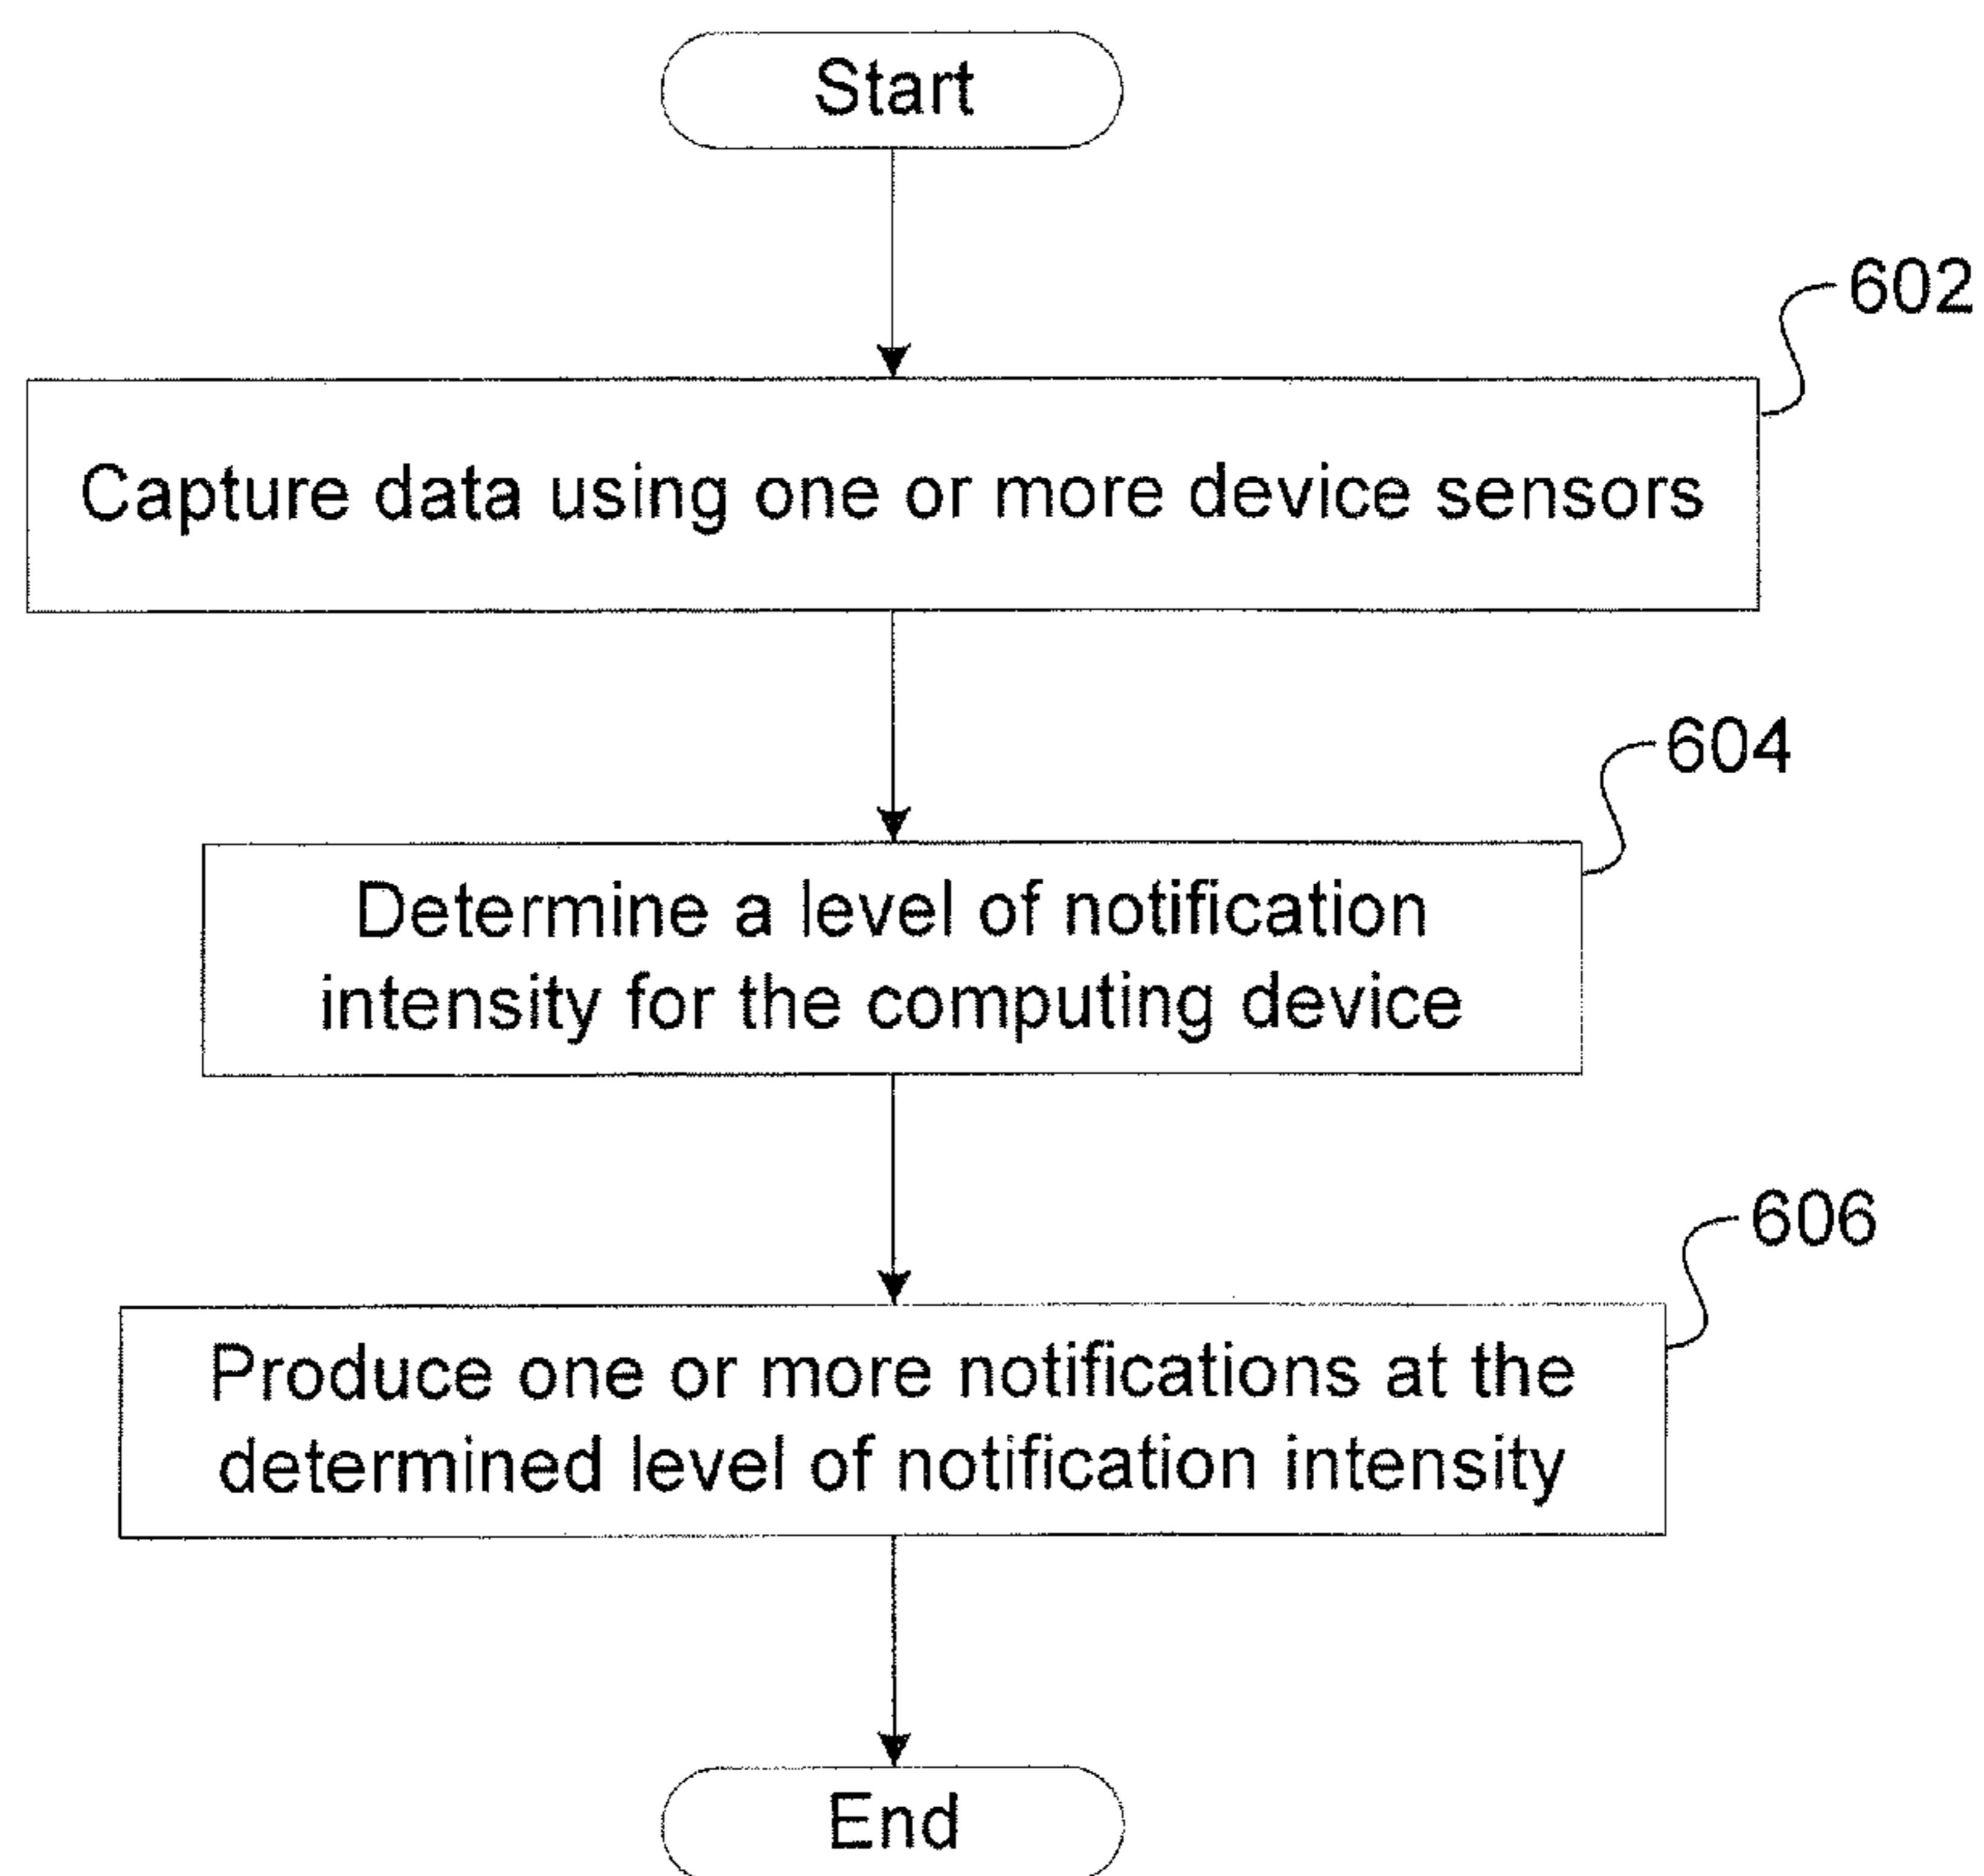 Start
602
Capture data using one or more device sensors
604
Determine a level of notification
intensity for the computing device
606
Produce one or more notifications at the
determined level of notification intensity
End